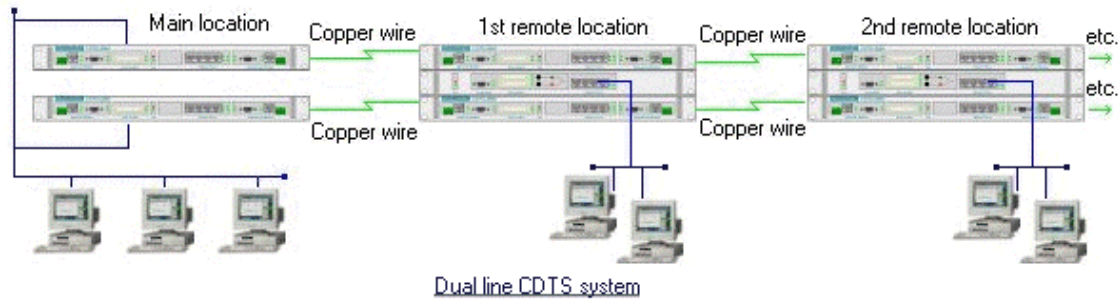 Main location
Copper wire
1st remote location
Copper wire
2nd remote location
etc.
etc.
Copper wire
Copper wire
Dual line CDTS system